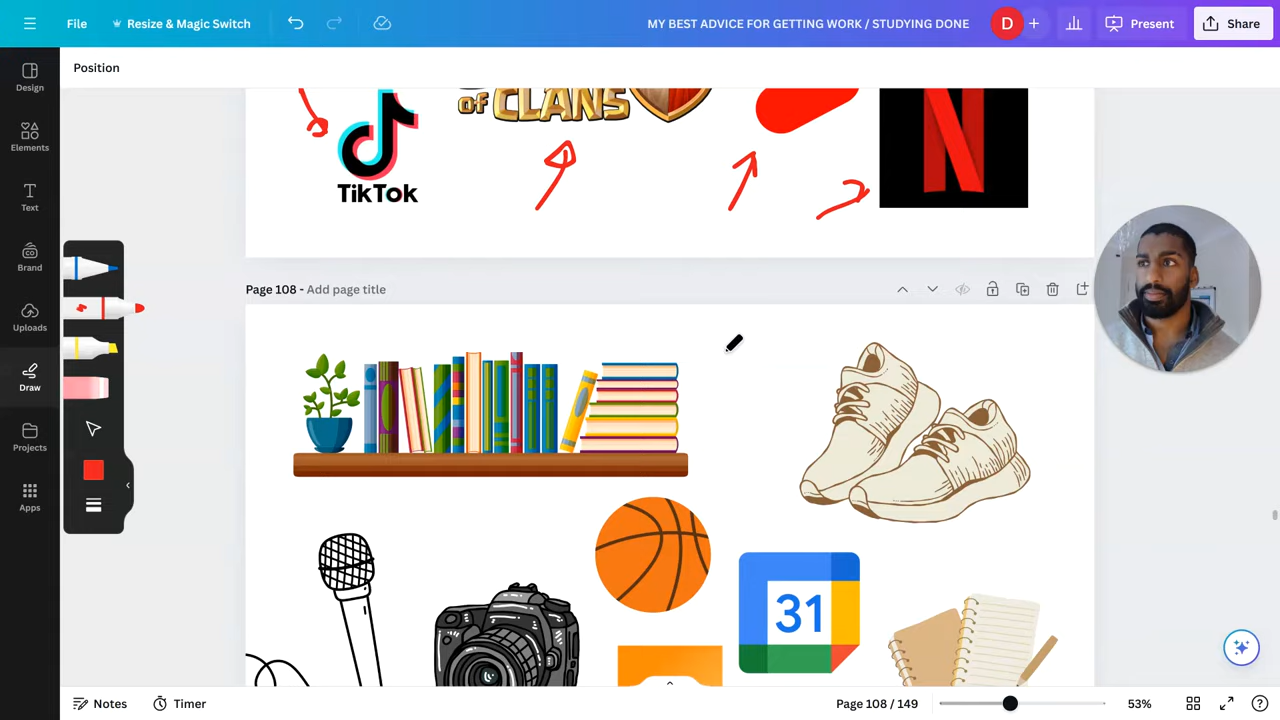 File
Resize & Magic Switch
MY BEST ADVICE FOR GETTING WORK / STUDYING DONE
D
Present
Share
Position
Design
Elements
Text
Brand
Uploads
Draw
Projects
Apps
OF CLANS
TikTok
N
Page 108 - Add page title
31
Notes
Timer
Page 108 / 149
53%